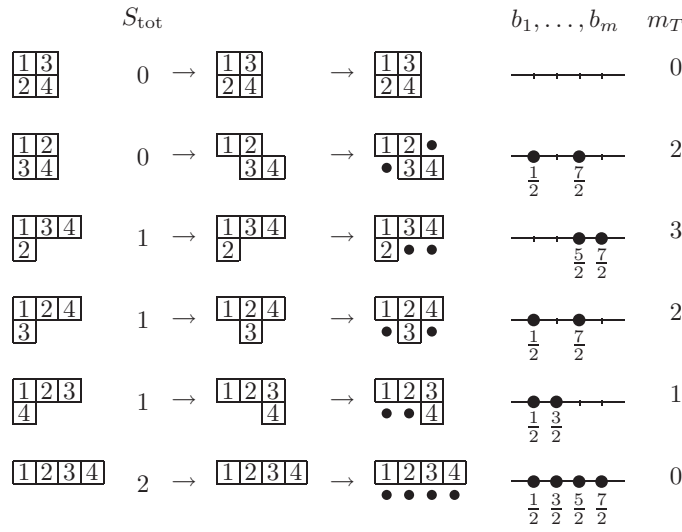 S_tot b_1, . . . , b_m m_T
1 3 1 3 1 3
0 → → 0
2 4 2 4 2 4
1 2 1 2 1 2 •
0 → → 2
3 4 3 4 • 3 4
1/2 7/2
1 3 4 1 3 4 1 3 4
1 → → 3
2 2 2 • •
5/2 7/2
1 2 4 1 2 4 1 2 4
1 → → 2
3 3 • 3 •
1/2 7/2
1 2 3 1 2 3 1 2 3
1 → → 1
4 4 • • 4
1/2 3/2
1 2 3 4 2 → 1 2 3 4 → 1 2 3 4 0
• • • •
1/2 3/2 5/2 7/2